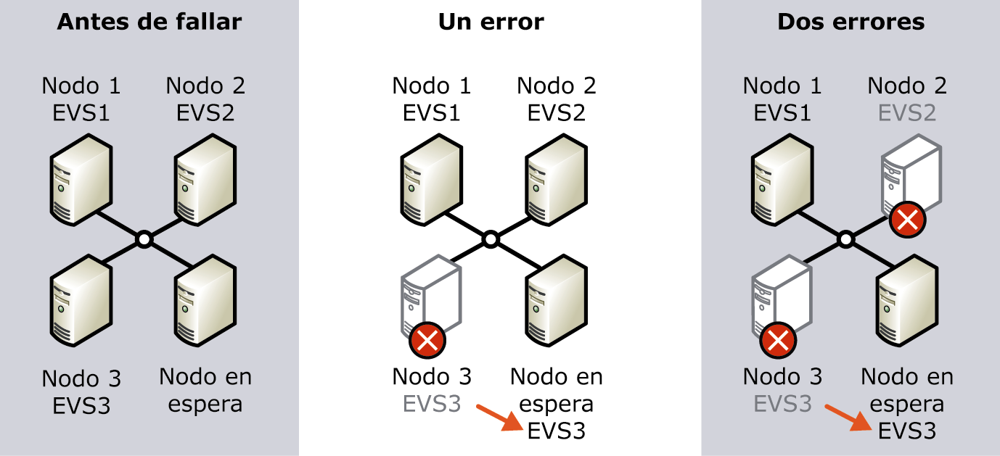 Antes de fallar
Nodo 1
EVS1
Nodo 2
EVS2
Nodo 3
EVS3
Nodo en
espera
Un error
Nodo 1
EVS1
Nodo 2
EVS2
Nodo 3
EVS3
Nodo en
espera
EVS3
Dos errores
Nodo 1
EVS1
Nodo 2
EVS2
Nodo 3
EVS3
Nodo en
espera
EVS3